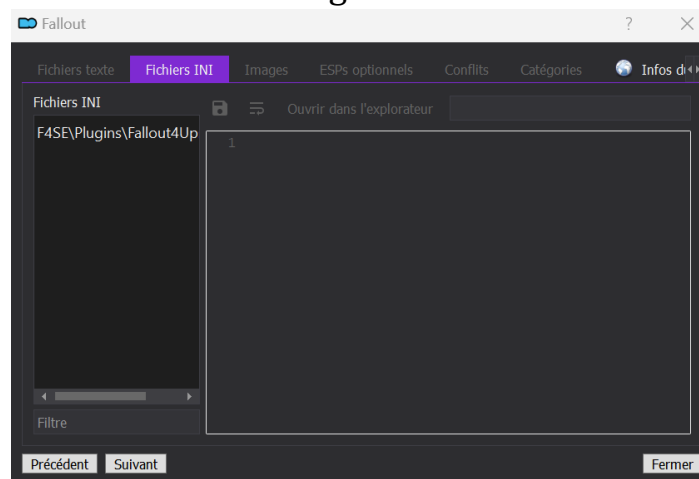 Fallout
Fichiers texte Fichiers INI Images ESPs optionnels Conflits Catégories Infos du
Fichiers INI
Ouvrir dans l'explorateur
F4SE\Plugins\Fallout4Up
1
Filtre
Précédent Suivant Fermer